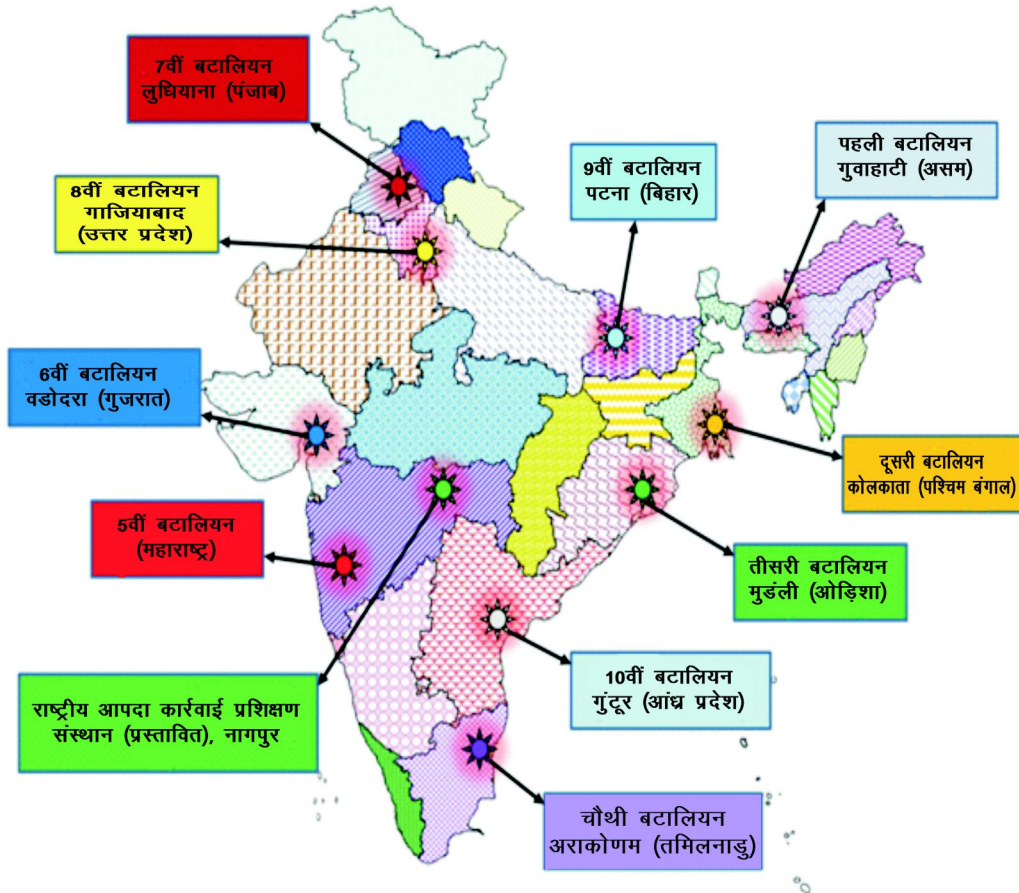 7वीं बटालियन
लुधियाना (पंजाब)
8वीं बटालियन
गाजियाबाद
(उत्तर प्रदेश)
9वीं बटालियन
पटना (बिहार)
पहली बटालियन
गुवाहाटी (असम)
6वीं बटालियन
वडोदरा (गुजरात)
दूसरी बटालियन
कोलकाता (पश्चिम बंगाल)
5वीं बटालियन
(महाराष्ट्र)
तीसरी बटालियन
मुडंली (ओड़िशा)
10वीं बटालियन
गुंटूर (आंध्र प्रदेश)
राष्ट्रीय आपदा कार्रवाई प्रशिक्षण
संस्थान (प्रस्तावित), नागपुर
चौथी बटालियन
अराकोणम (तमिलनाडु)